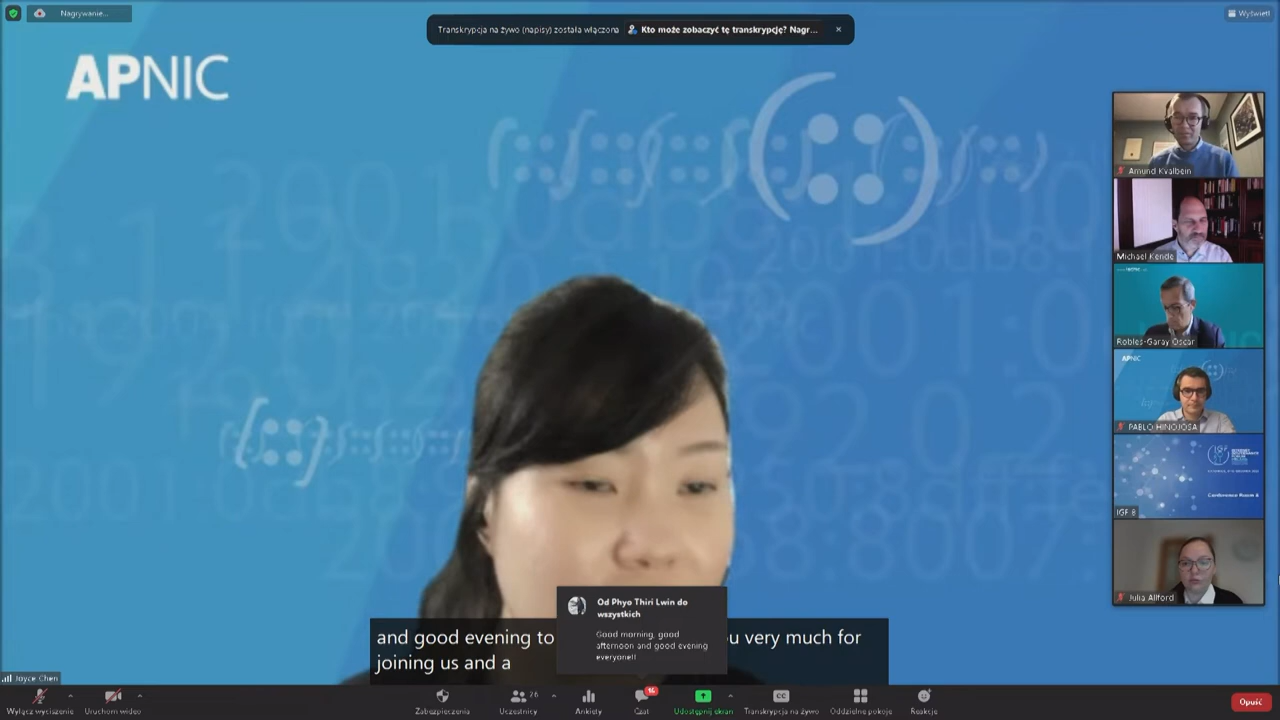 Nagrywanie...
Transkrypcja na żywo (napisy) została włączona
Kto może zobaczyć tę transkrypcję? Nagr...
Wyświetl
APNIC
Amund Kvalbein
Michael Kende
Robles-Garay Oscar
APNIC
PABLO HINOJOSA
Conference Room 8
IGF 8
Julia Allford
Od Phyo Thiri Lwin do
wszystkich
Good morning, good
afternoon and good evening
everyone!!
and good evening to
u very much for
joining us and a
Joyce Chen
Wyłącz wyciszenie
Uruchom wideo
Zabezpieczenia
26
Uczestnicy
Ankiety
16
Czat
Udostępnij ekran
CC
Transkrypcja na żywo
Oddzielne pokoje
Reakcje
Opuść